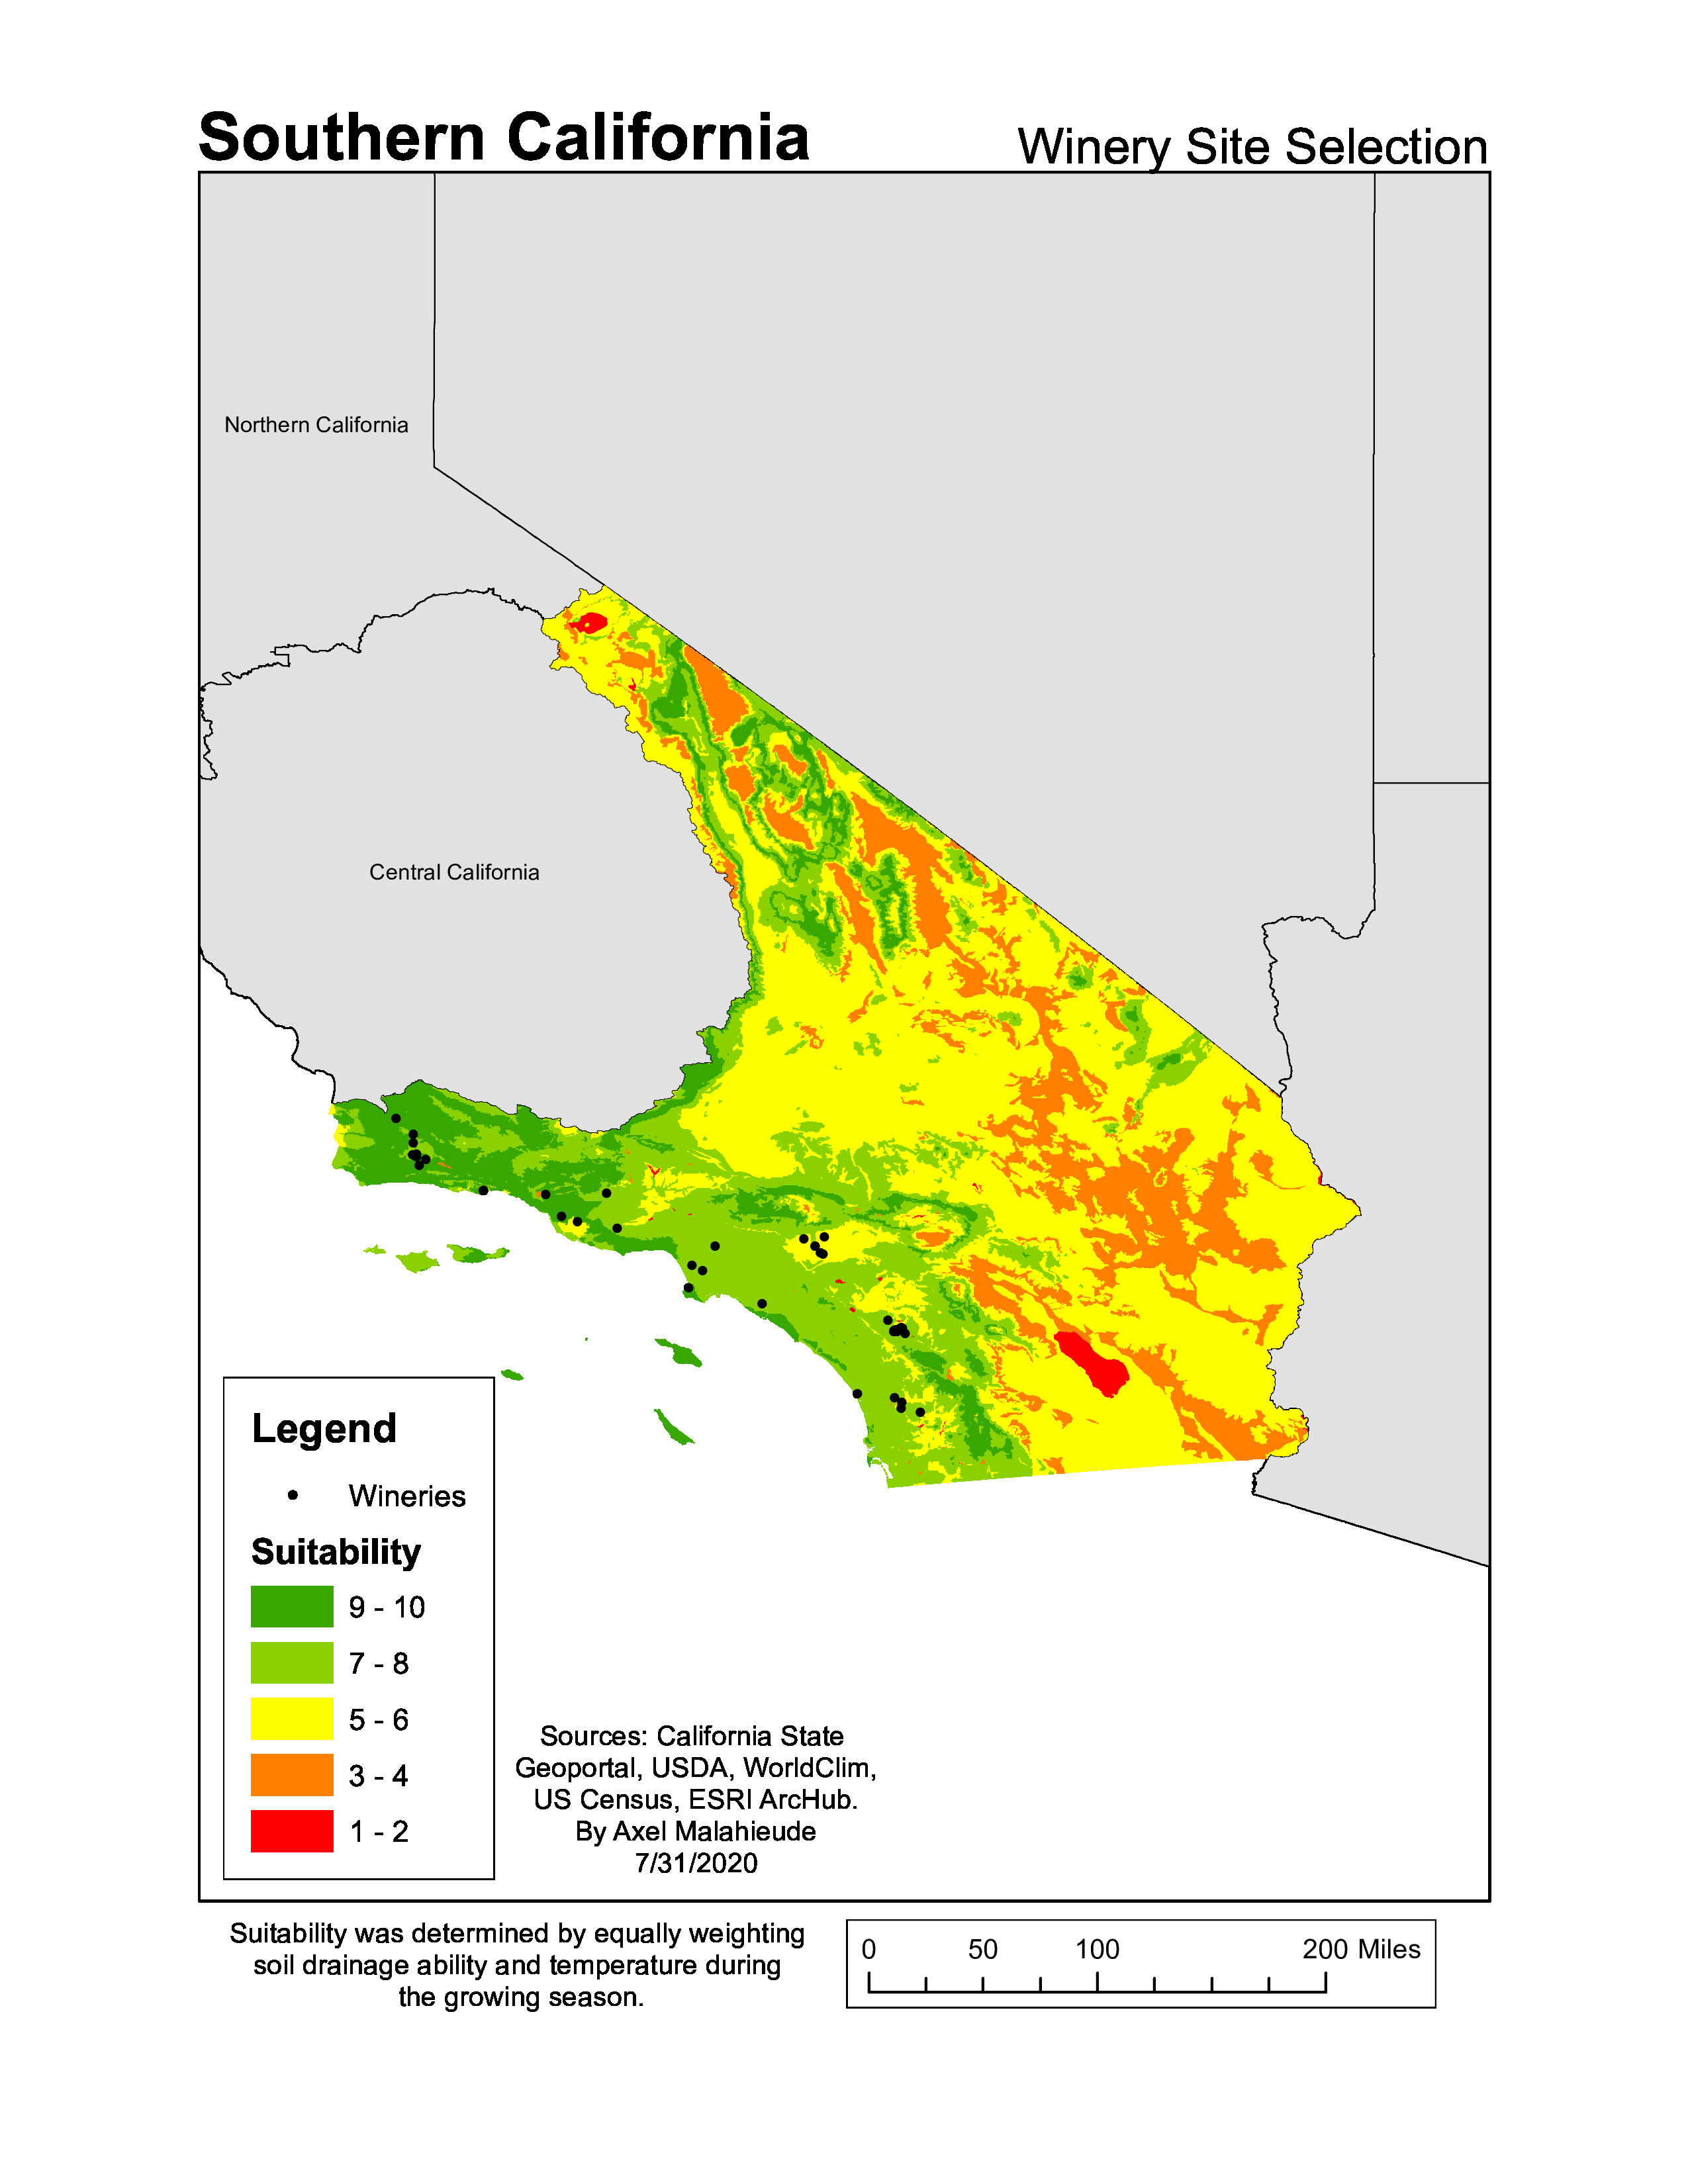 Southern California
Winery Site Selection
Northern California
Central California
Legend
Wineries
Suitability
9 - 10
7 - 8
5 - 6
3 - 4
1 - 2
Sources: California State
Geoportal, USDA, WorldClim,
US Census, ESRI ArcHub.
By Axel Malahieude
7/31/2020
Suitability was determined by equally weighting
soil drainage ability and temperature during
the growing season.
0 50 100 200 Miles